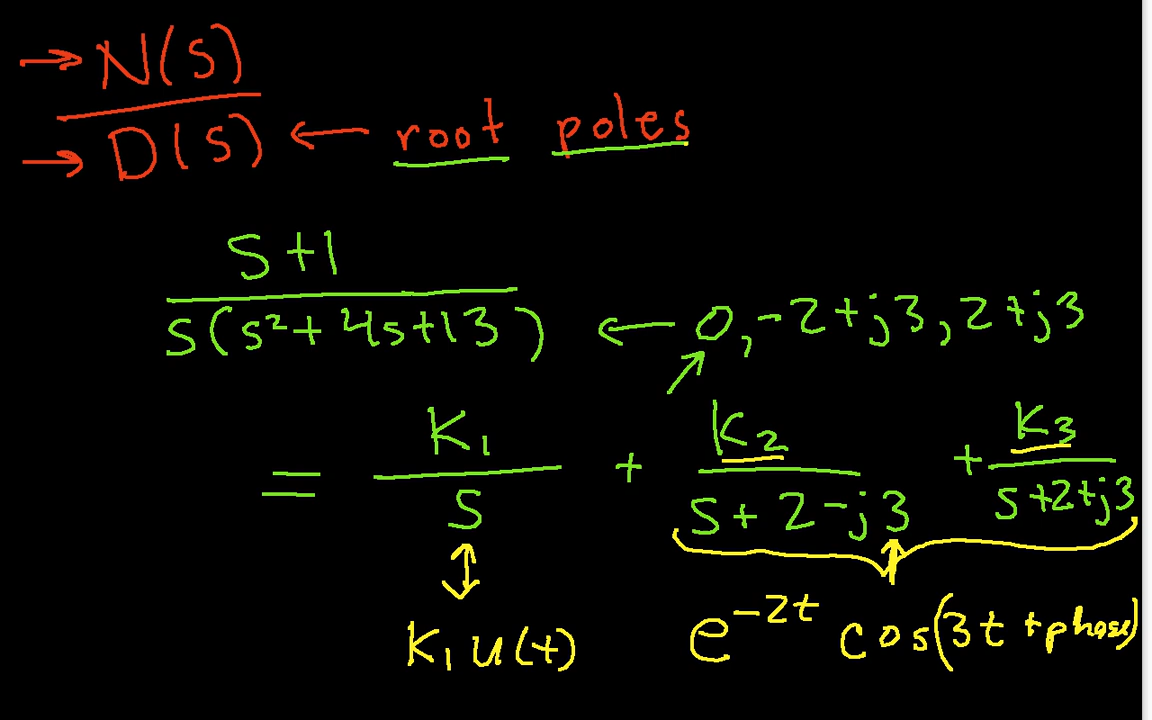 → N(s)
→ D(s) ← root poles
s+1
s(s²+4s+13) ← 0, -2+j3, 2+j3
= K₁ + K₂ + K₃
s s+2-j3 s+2+j3
K₁u(t) e^{-2t} cos(3t+phase)